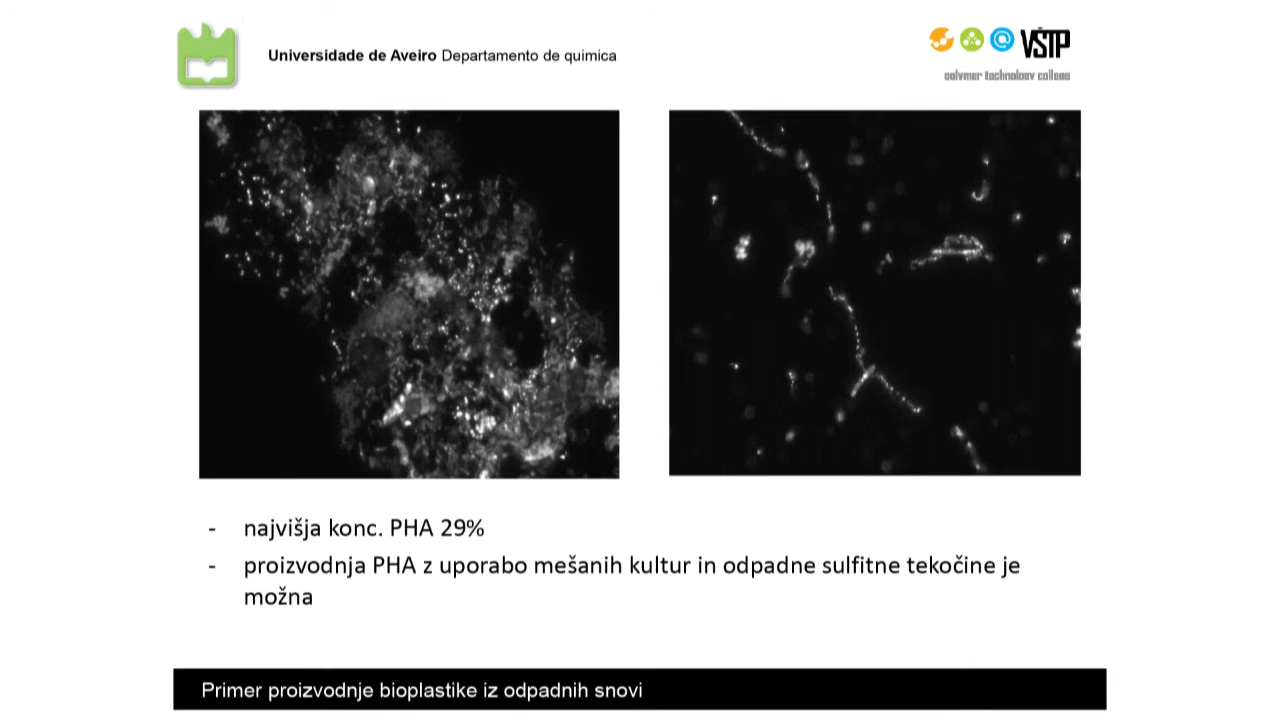 Universidade de Aveiro Departamento de quimica
VŠTP
polymer technology college
- najvišja konc. PHA 29%
- proizvodnja PHA z uporabo mešanih kultur in odpadne sulfitne tekočine je
možna
Primer proizvodnje bioplastike iz odpadnih snovi